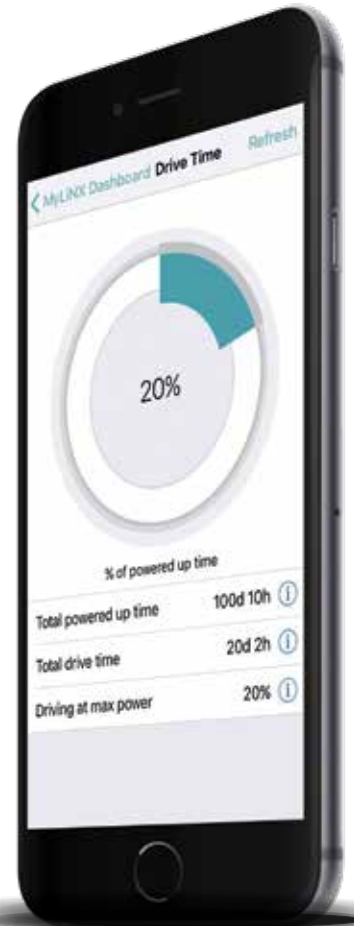 MyLiNX Dashboard Drive Time Refresh
20%
% of powered up time
Total powered up time 100d 10h
Total drive time 20d 2h
Driving at max power 20%